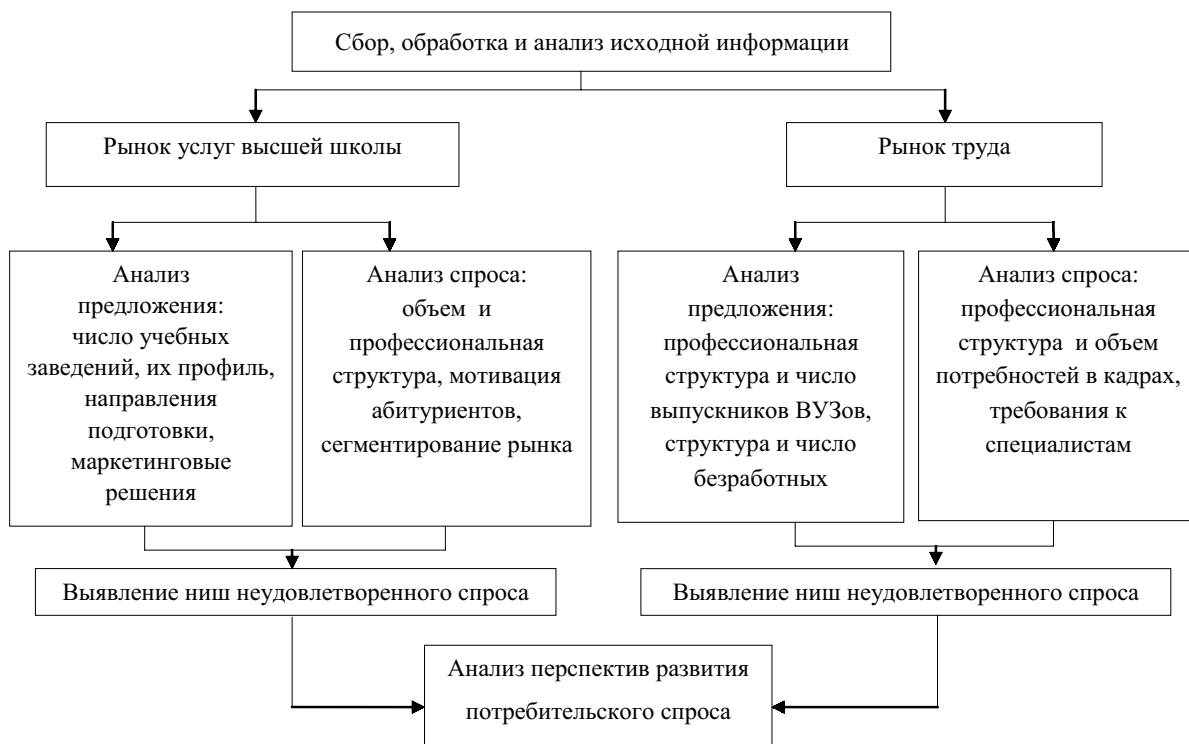 Сбор, обработка и анализ исходной информации
Рынок услуг высшей школы
Рынок труда
Анализ
предложения:
число учебных
заведений, их профиль,
направления
подготовки,
маркетинговые
решения
Анализ спроса:
объем и
профессиональная
структура, мотивация
абитуриентов,
сегментирование рынка
Анализ
предложения:
профессиональная
структура и число
выпускников ВУЗов,
структура и число
безработных
Анализ спроса:
профессиональная
структура и объем
потребностей в кадрах,
требования к
специалистам
Выявление ниш неудовлетворенного спроса
Выявление ниш неудовлетворенного спроса
Анализ перспектив развития
потребительского спроса